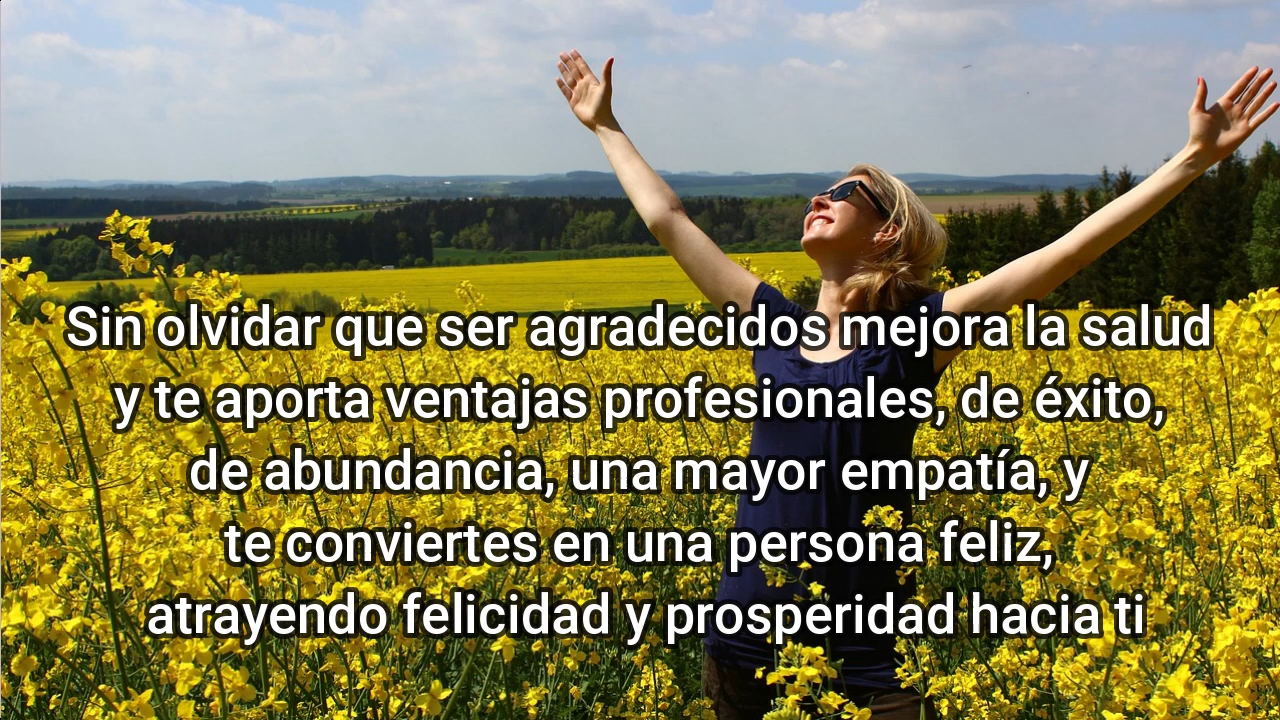 Sin olvidar que ser agradecidos mejora la salud
y te aporta ventajas profesionales, de éxito,
de abundancia, una mayor empatía, y
te conviertes en una persona feliz,
atrayendo felicidad y prosperidad hacia ti